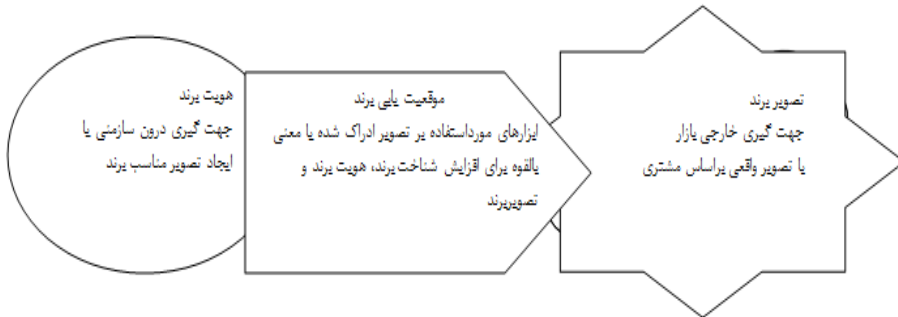 هویت برند
جهت گیری درون سازمنی یا
ایجاد تصویر مناسب برند
موقعیت یابی برند
ابزارهای مورداستفاده بر تصویر ادراک شده یا معنی
بالقوه برای افزایش شناخت برند، هویت برند و
تصویربرند
تصویر برند
جهت گیری خارجی بازار
یا تصویر واقعی براساس مشتری